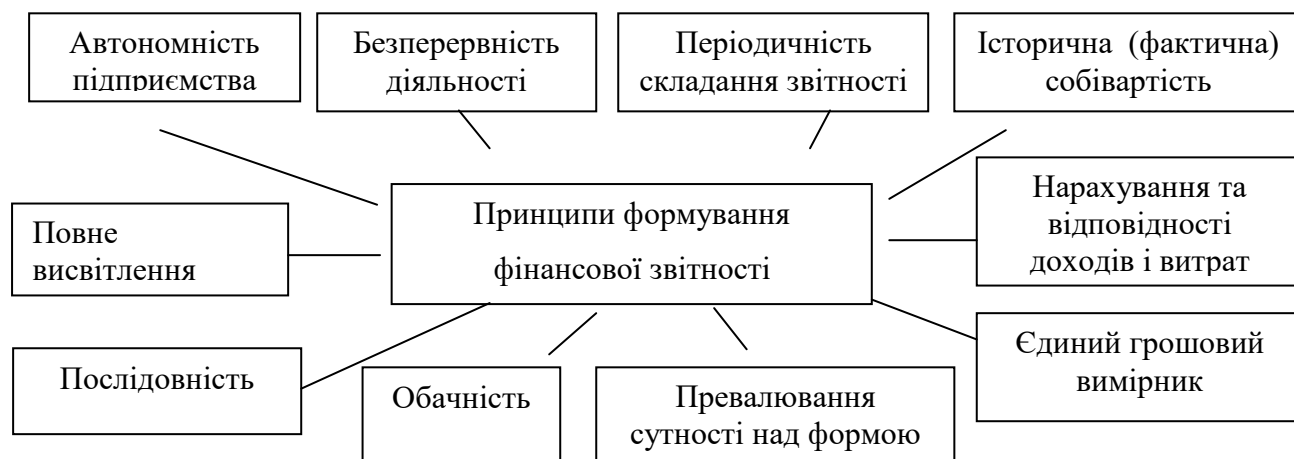 Автономність
підприємства
Безперервність
діяльності
Періодичність
складання звітності
Історична (фактична)
собівартість
Принципи формування
фінансової звітності
Нарахування та
відповідності
доходів і витрат
Повне
висвітлення
Єдиний грошовий
вимірник
Послідовність
Обачність
Превалювання
сутності над формою